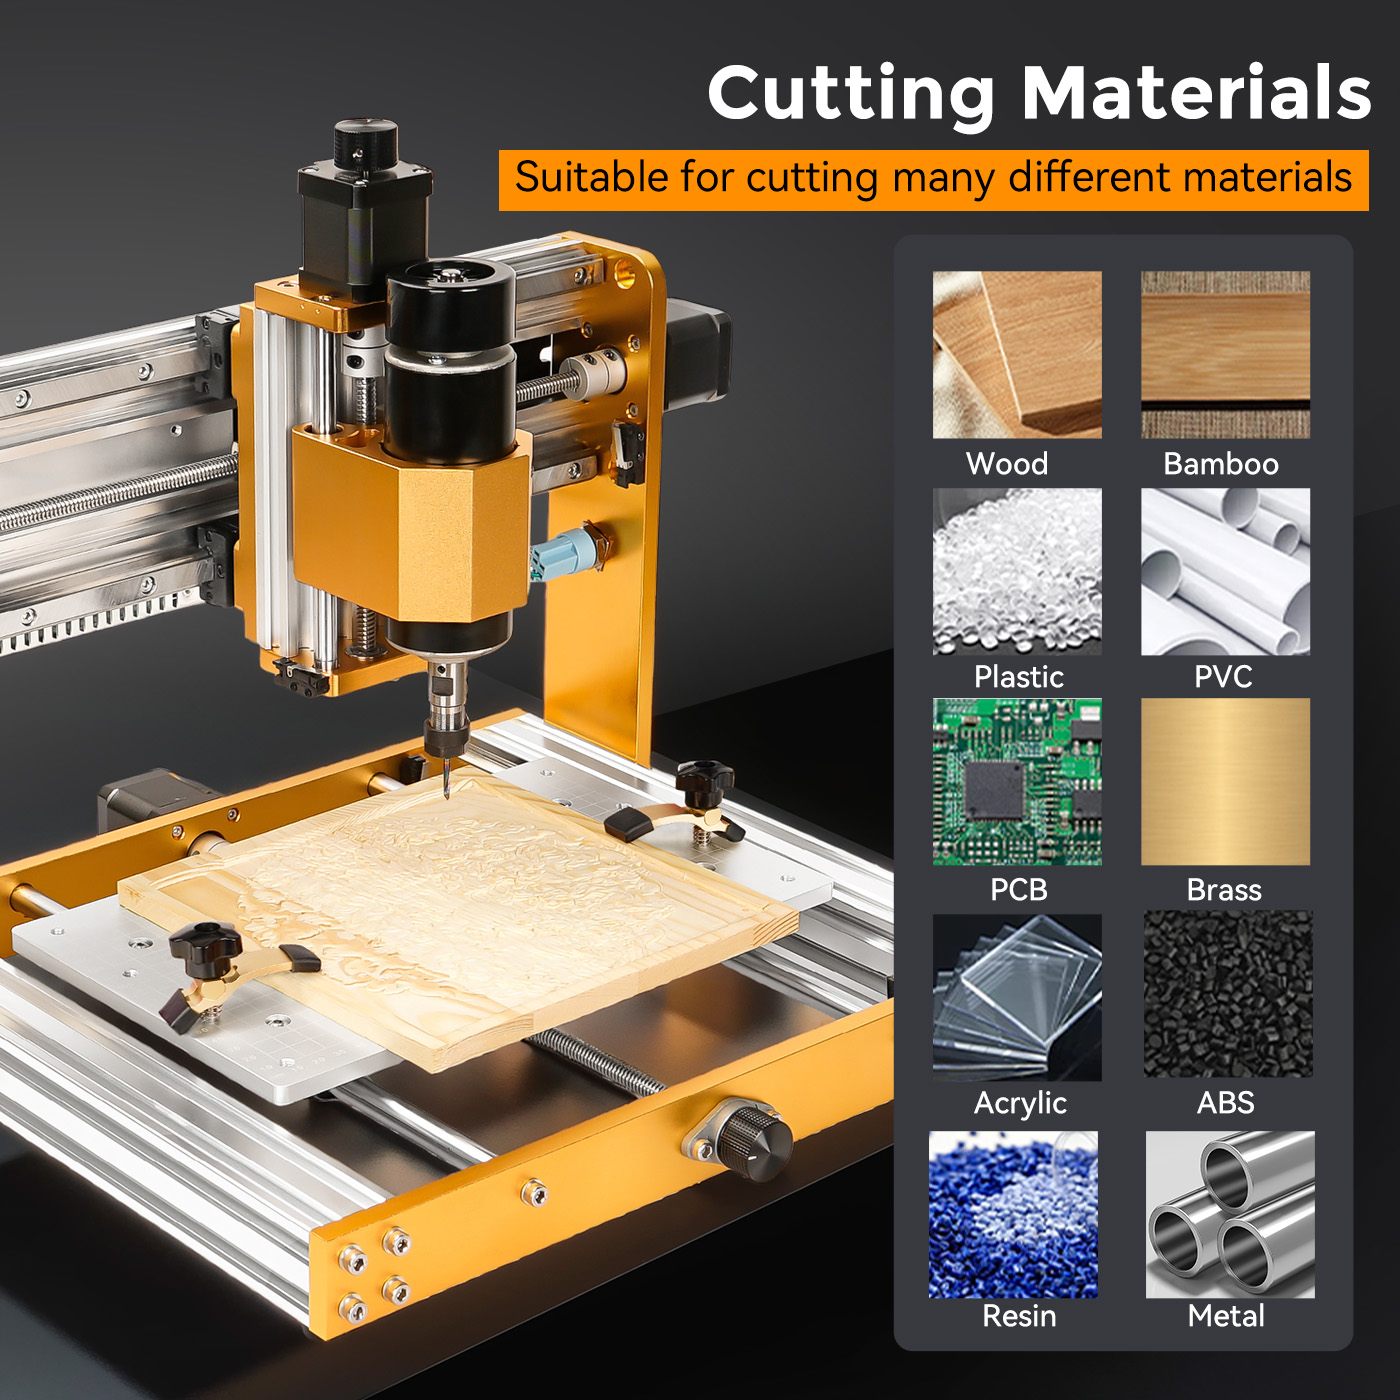 Cutting Materials
Suitable for cutting many different materials
Wood
Bamboo
Plastic
PVC
PCB
Brass
Acrylic
ABS
Resin
Metal